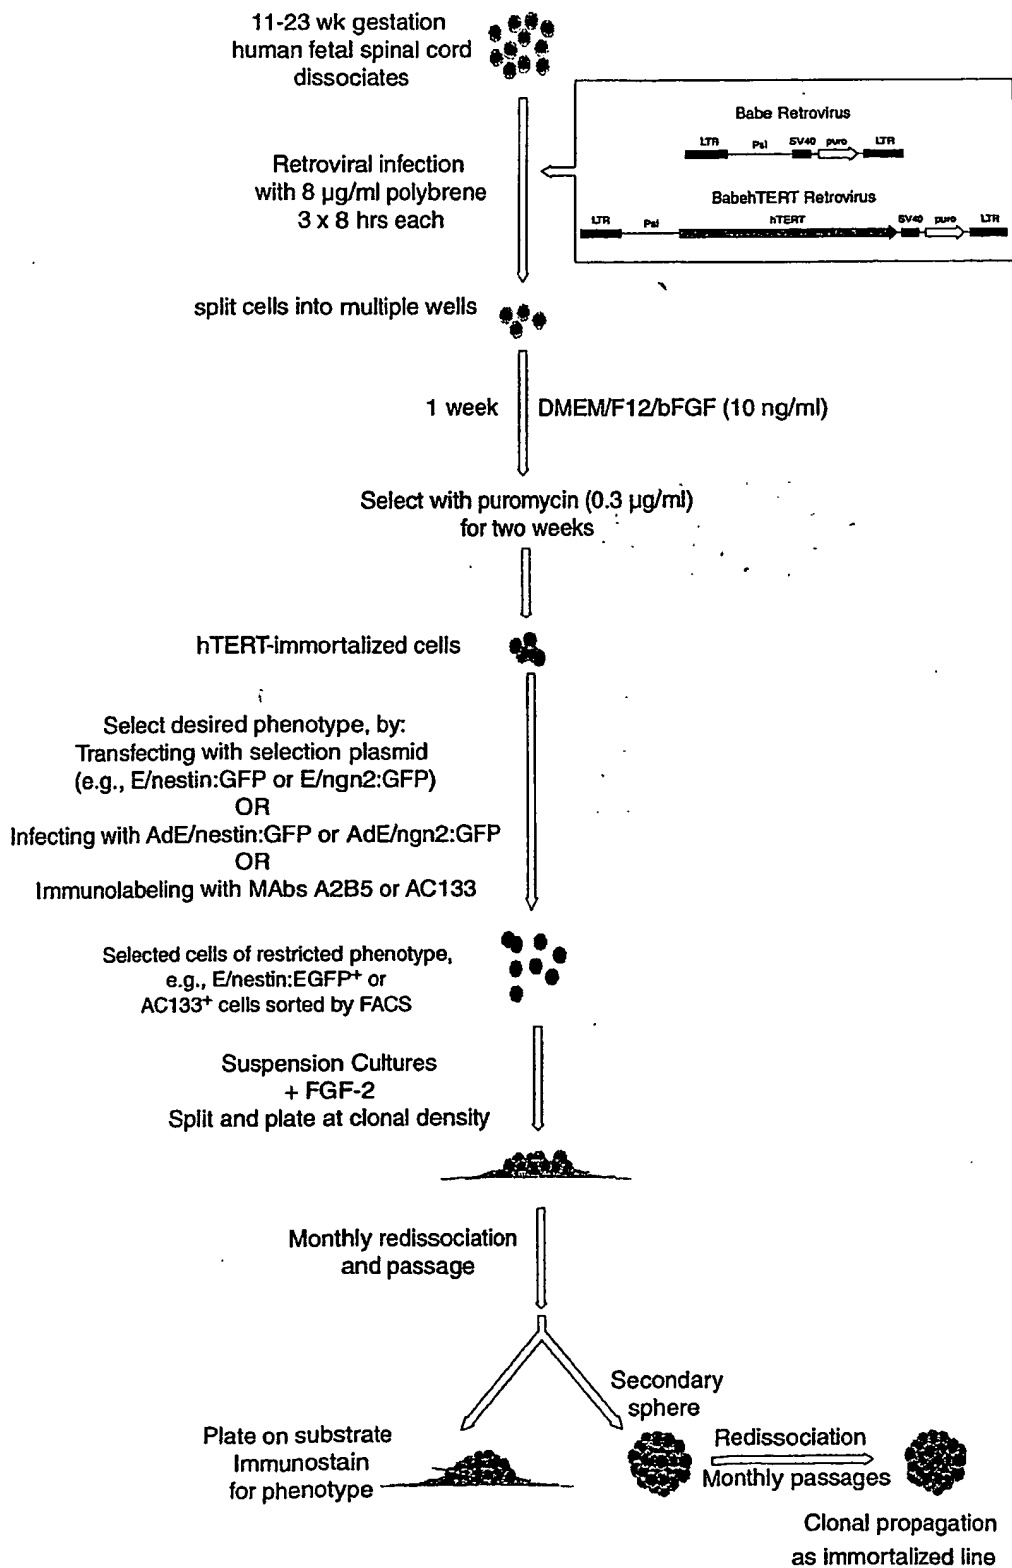 11-23 wk gestation
human fetal spinal cord
dissociates
Babe Retrovirus
LTR Psi SV40 puro LTR
Retroviral infection
with 8 µg/ml polybrene
3 x 8 hrs each
BabehTERT Retrovirus
LTR Psi hTERT SV40 puro LTR
split cells into multiple wells
1 week DMEM/F12/bFGF (10 ng/ml)
Select with puromycin (0.3 µg/ml)
for two weeks
hTERT-immortalized cells
Select desired phenotype, by:
Transfecting with selection plasmid
(e.g., E/nestin:GFP or E/ngn2:GFP)
OR
Infecting with AdE/nestin:GFP or AdE/ngn2:GFP
OR
Immunolabeling with MAbs A2B5 or AC133
Selected cells of restricted phenotype,
e.g., E/nestin:EGFP+ or
AC133+ cells sorted by FACS
Suspension Cultures
+ FGF-2
Split and plate at clonal density
Monthly redissociation
and passage
Secondary
sphere
Plate on substrate
Immunostain
for phenotype
Redissociation
Monthly passages
Clonal propagation
as immortalized line